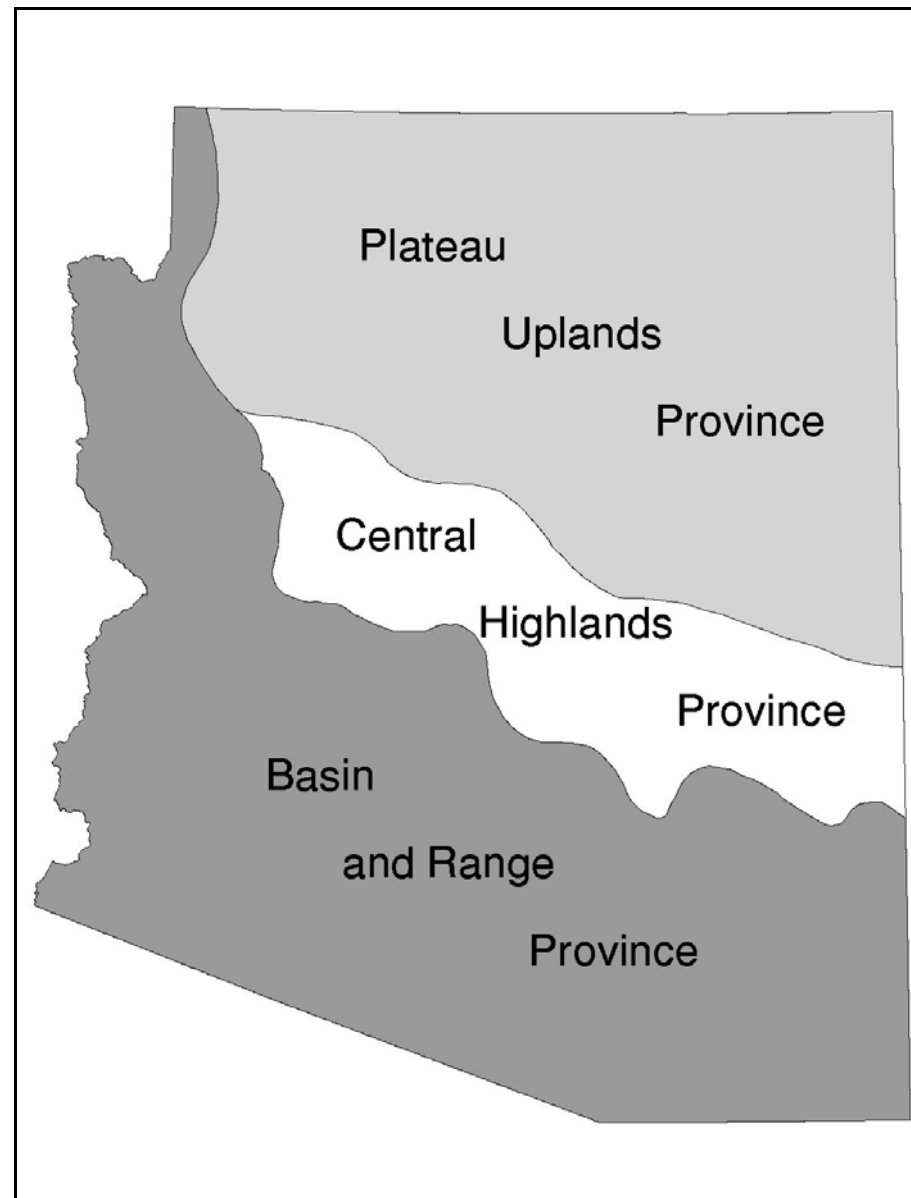 Plateau
Uplands
Province
Central
Highlands
Province
Basin
and Range
Province